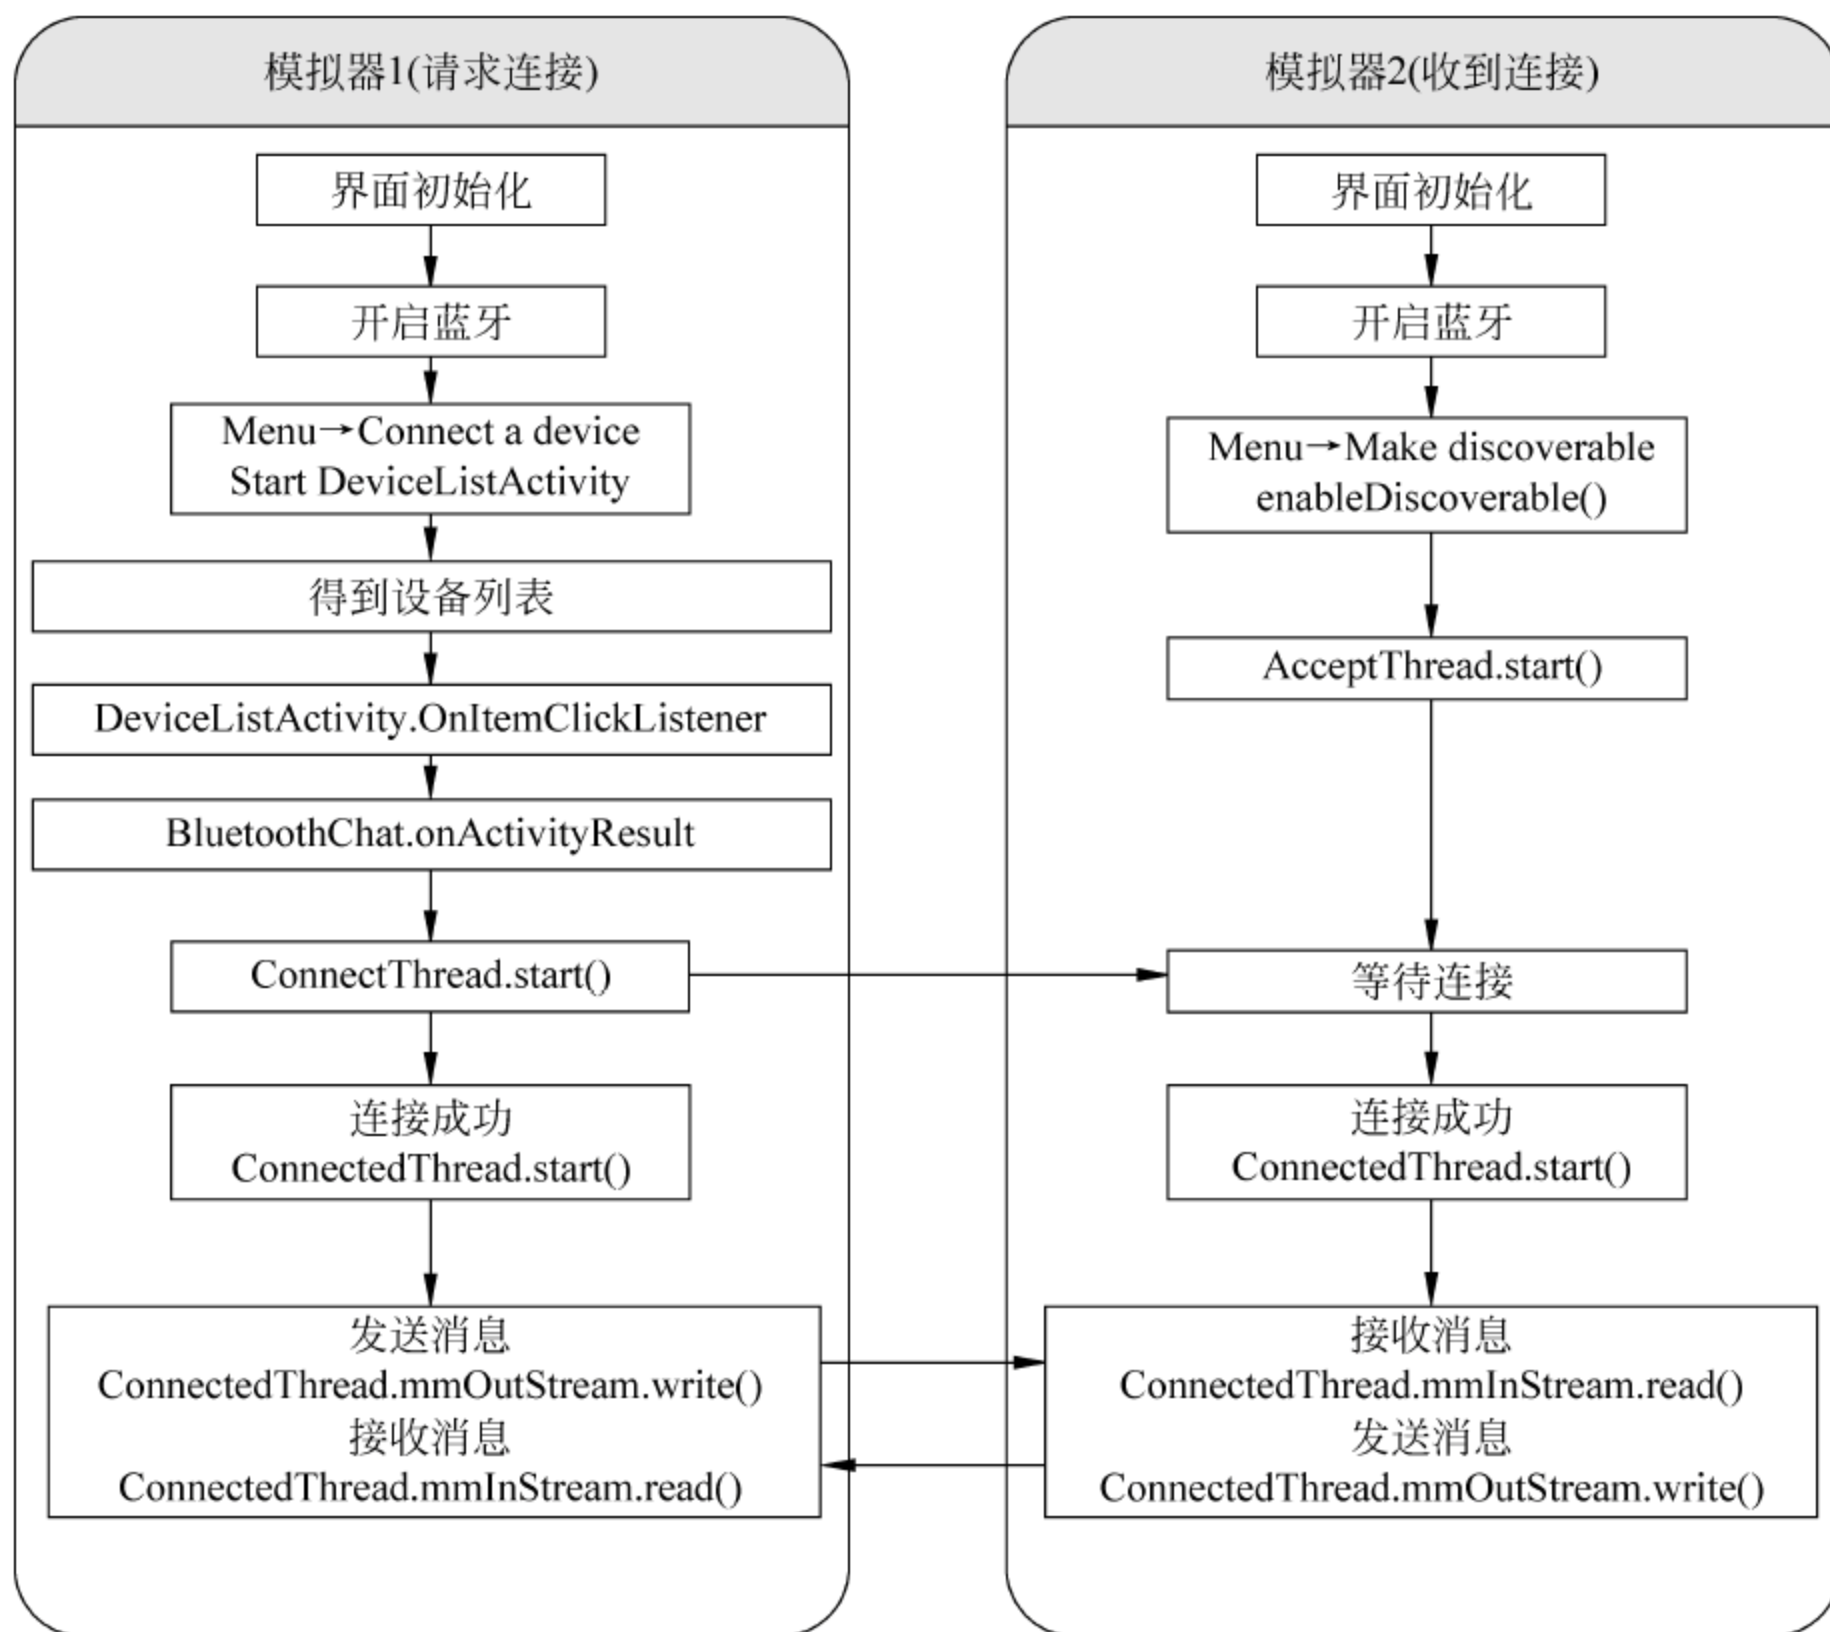 模拟器1(请求连接)
界面初始化
开启蓝牙
Menu→Connect a device
Start DeviceListActivity
得到设备列表
DeviceListActivity.OnItemClickListener
BluetoothChat.onActivityResult
ConnectThread.start()
连接成功
ConnectedThread.start()
发送消息
ConnectedThread.mmOutStream.write()
接收消息
ConnectedThread.mmInStream.read()
模拟器2(收到连接)
界面初始化
开启蓝牙
Menu→Make discoverable
enableDiscoverable()
AcceptThread.start()
等待连接
连接成功
ConnectedThread.start()
接收消息
ConnectedThread.mmInStream.read()
发送消息
ConnectedThread.mmOutStream.write()